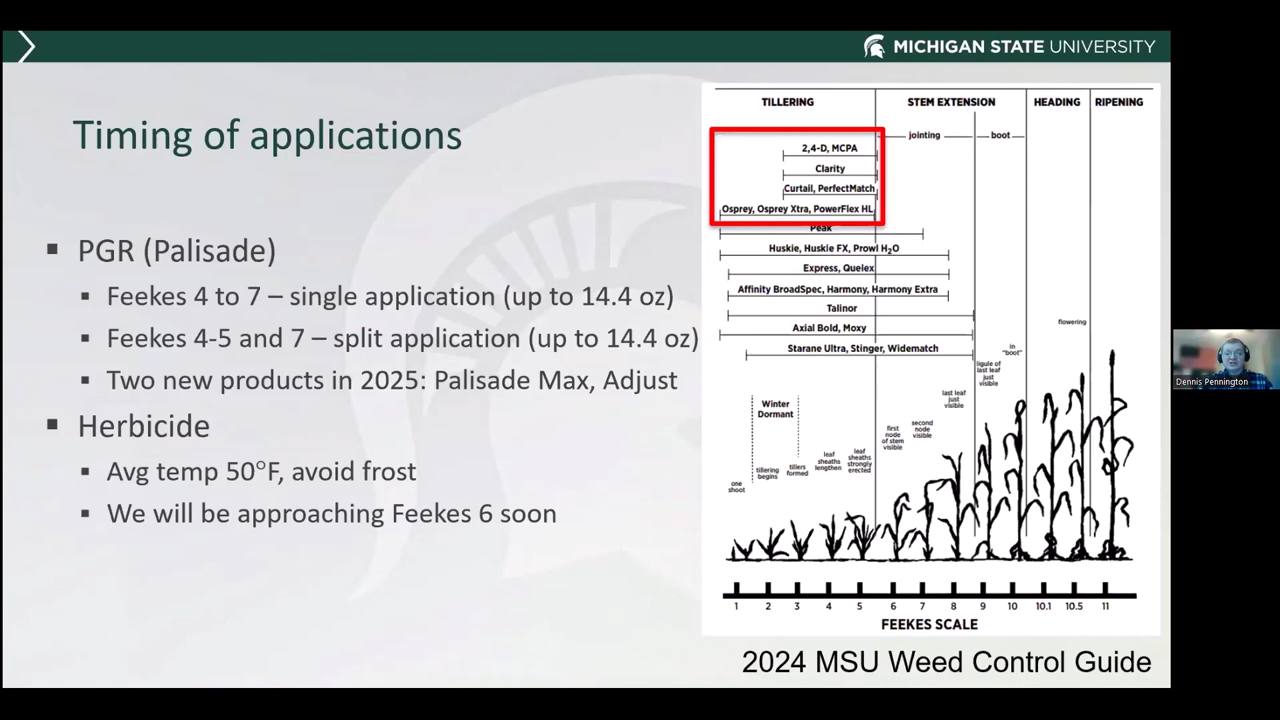 MICHIGAN STATE UNIVERSITY
Timing of applications
▪ PGR (Palisade)
▪ Feekes 4 to 7 – single application (up to 14.4 oz)
▪ Feekes 4-5 and 7 – split application (up to 14.4 oz)
▪ Two new products in 2025: Palisade Max, Adjust
▪ Herbicide
▪ Avg temp 50°F, avoid frost
▪ We will be approaching Feekes 6 soon
TILLERING STEM EXTENSION HEADING RIPENING
jointing boot
2,4-D, MCPA
Clarity
Curtail, PerfectMatch
Osprey, Osprey Xtra, PowerFlex HL
Peak
Huskie, Huskie FX, Prowl H₂O
Express, Quelex
Affinity BroadSpec, Harmony, Harmony Extra
Talinor
Axial Bold, Moxy
Starane Ultra, Stinger, Widematch
Winter
Dormant
one
shoot
tillering
begins
tillers
formed
leaf
sheaths
lengthen
leaf
sheaths
strongly
erected
first
node
of stem
visible
second
node
visible
last leaf
just
visible
ligule of
last leaf
just
visible
in
"boot"
flowering
1 2 3 4 5 6 7 8 9 10 10.1 10.5 11
FEEKES SCALE
2024 MSU Weed Control Guide
Dennis Pennington